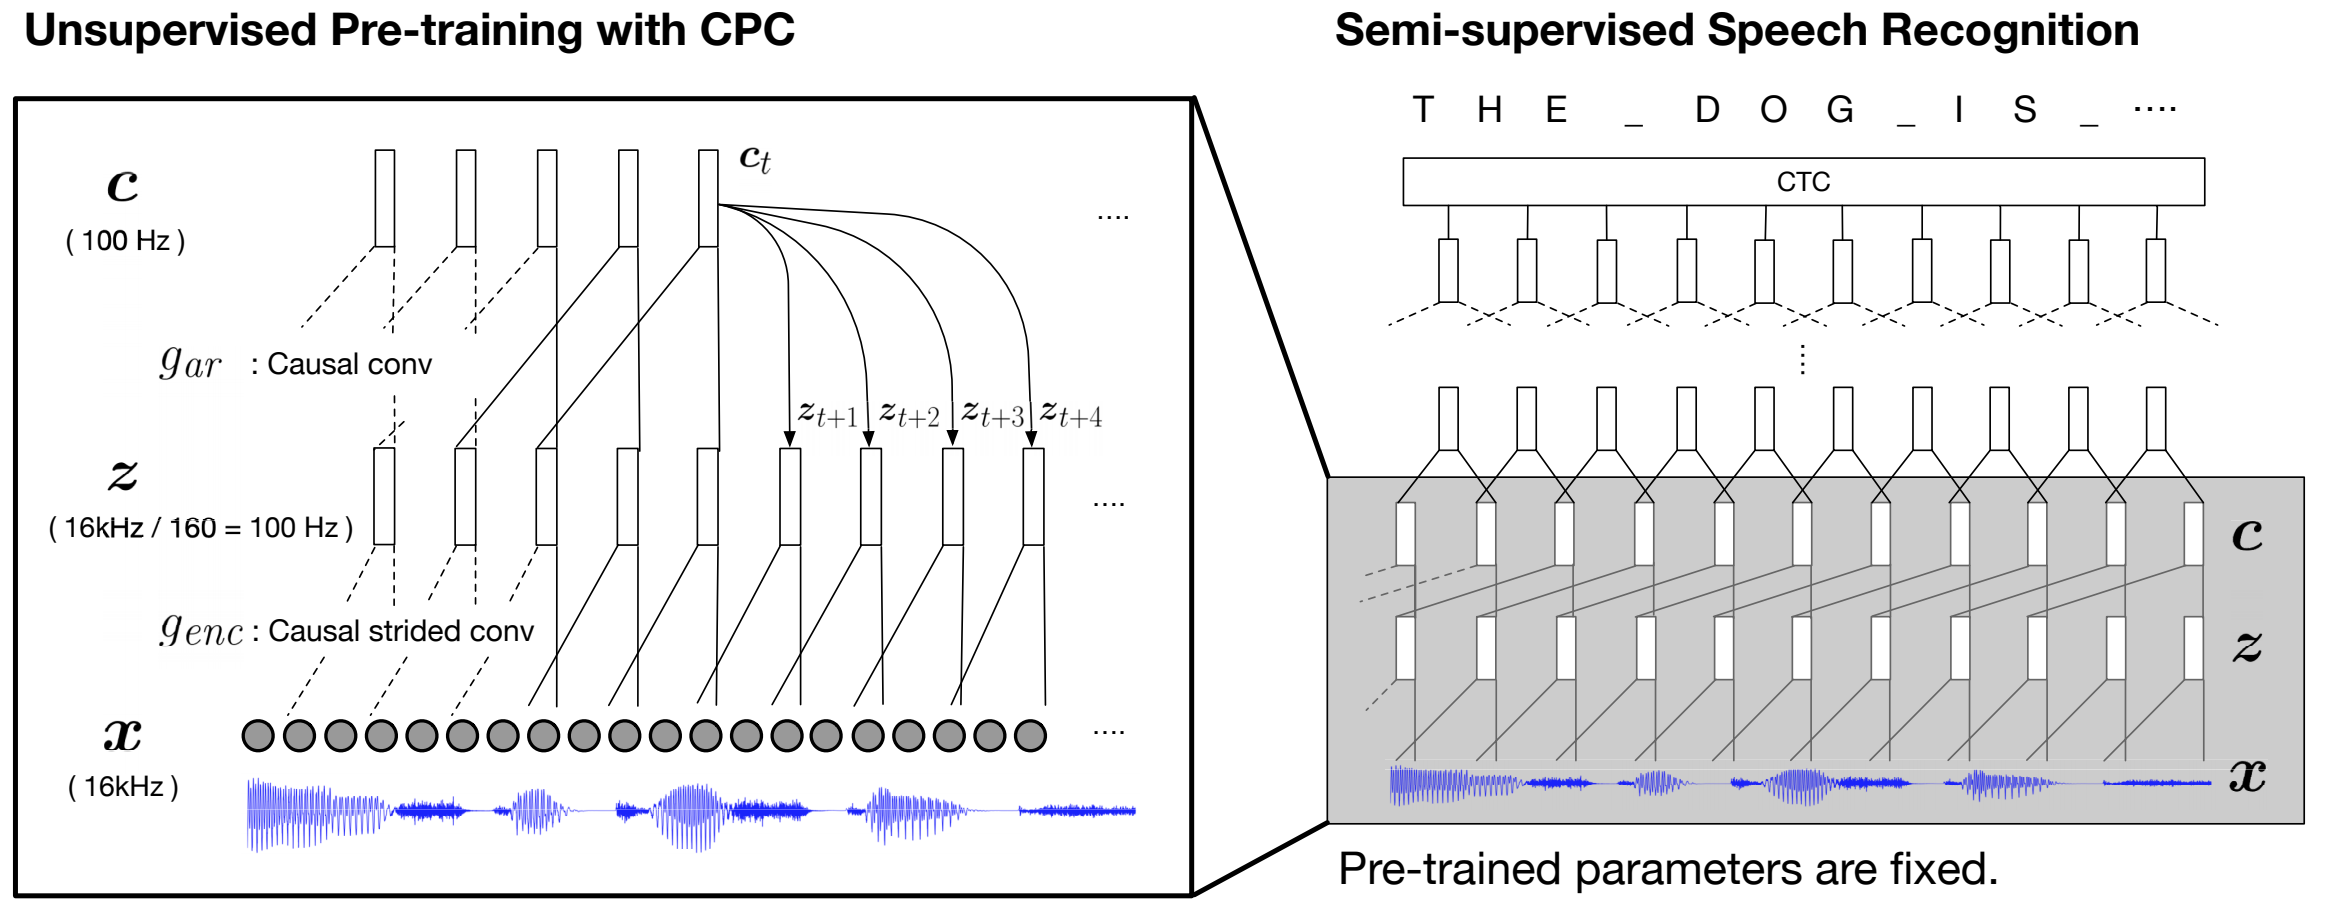 Unsupervised Pre-training with CPC
c
( 100 Hz )
c_t
....
g_ar : Causal conv
z_{t+1} z_{t+2} z_{t+3} z_{t+4}
z
( 16kHz / 160 = 100 Hz )
....
g_enc : Causal strided conv
x
( 16kHz )
....
Semi-supervised Speech Recognition
T H E _ D O G _ I S _ ....
CTC
c
z
x
Pre-trained parameters are fixed.